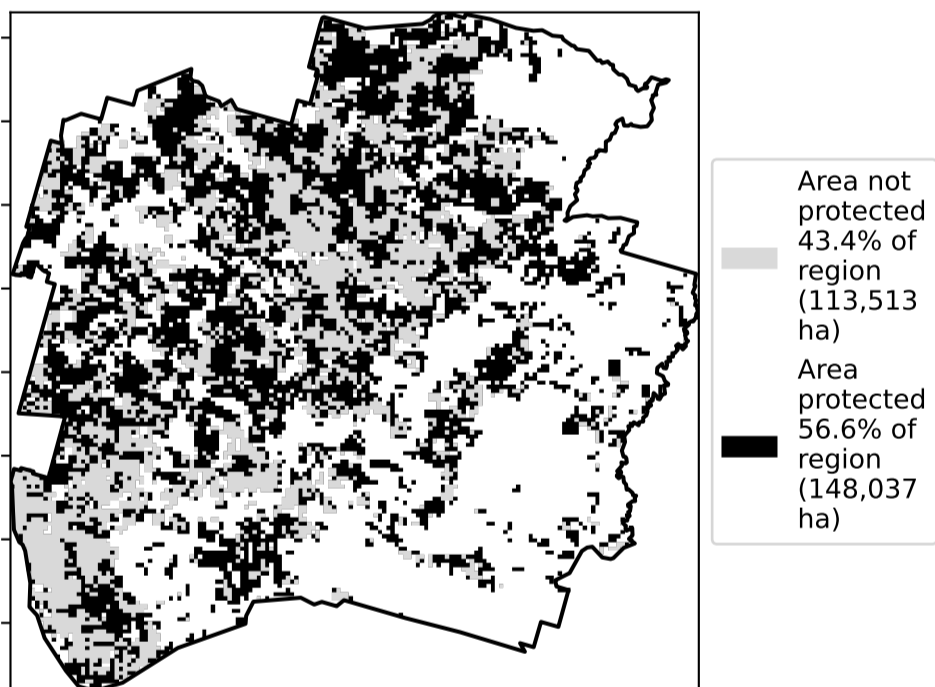 Area not
protected
43.4% of
region
(113,513
ha)
Area
protected
56.6% of
region
(148,037
ha)